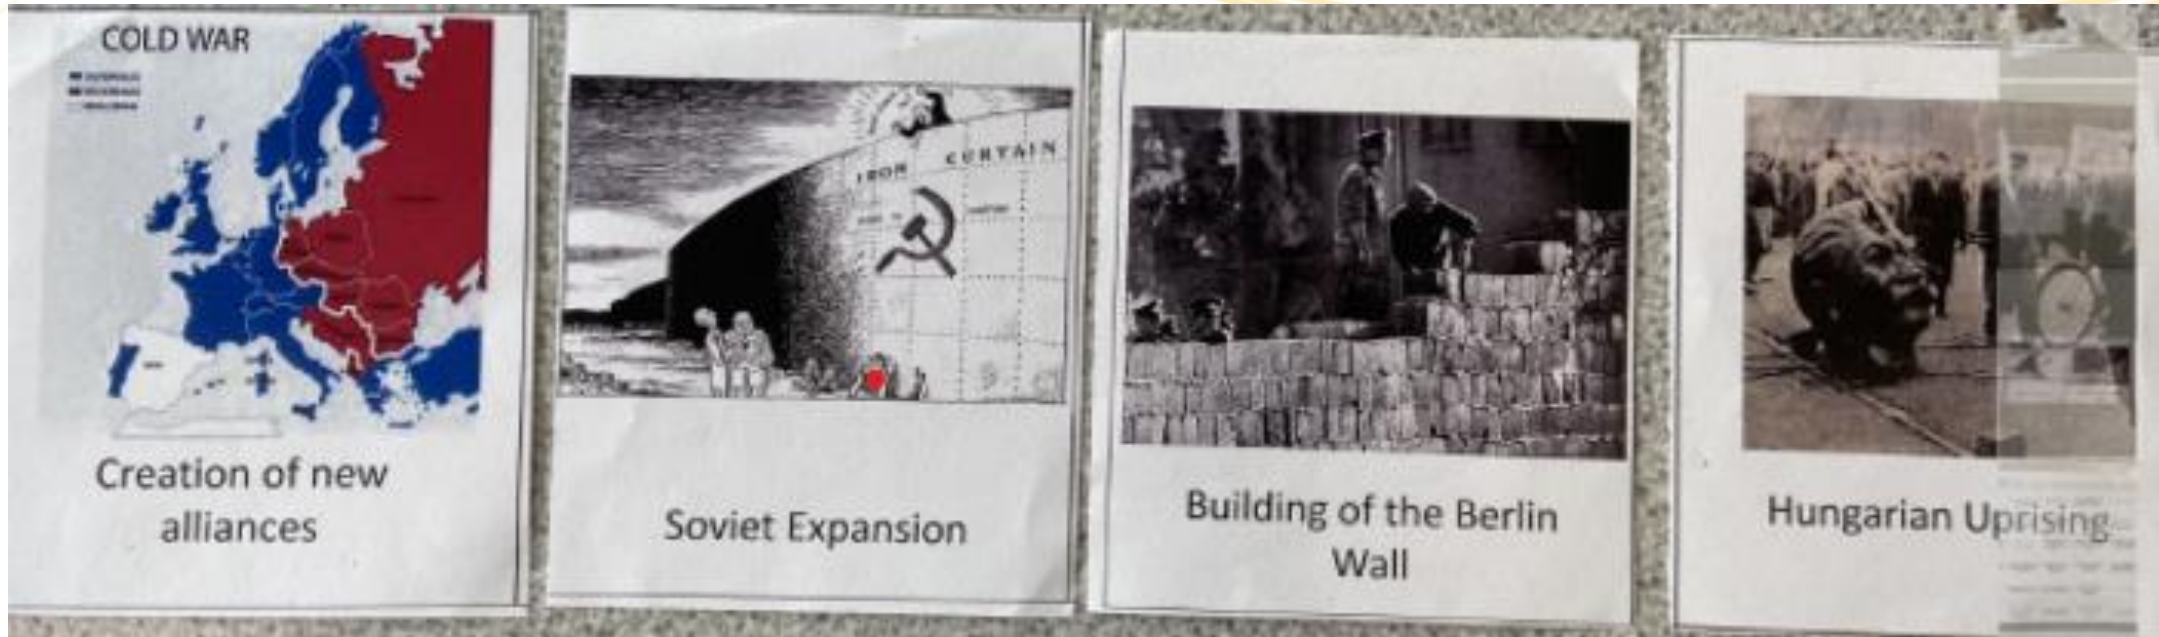 COLD WAR
Creation of new
alliances
IRON CURTAIN
Soviet Expansion
Building of the Berlin
Wall
Hungarian Uprising